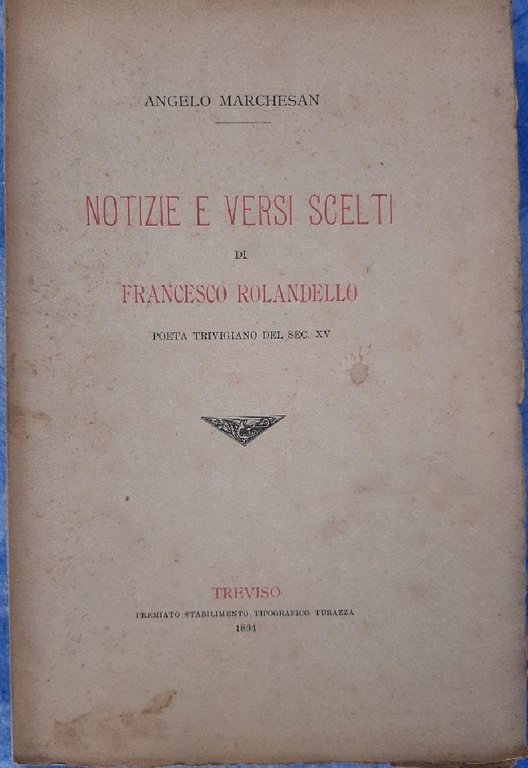 ANGELO MARCHESAN
NOTIZIE E VERSI SCELTI
DI
FRANCESCO ROLANDELLO
POETA TRIVIGIANO DEL SEC. XV
TREVISO
PREMIATO STABILIMENTO TIPOGRAFICO TURAZZA
1894